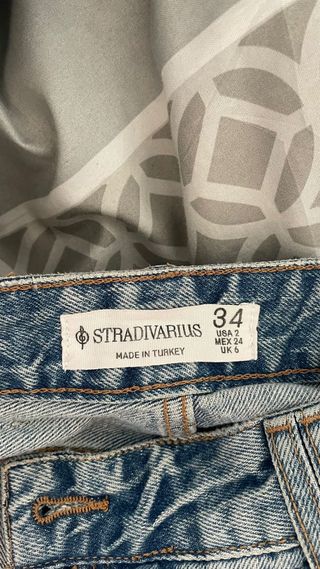 STRADIVARIUS
MADE IN TURKEY
34
USA 2
MEX 24
UK 6